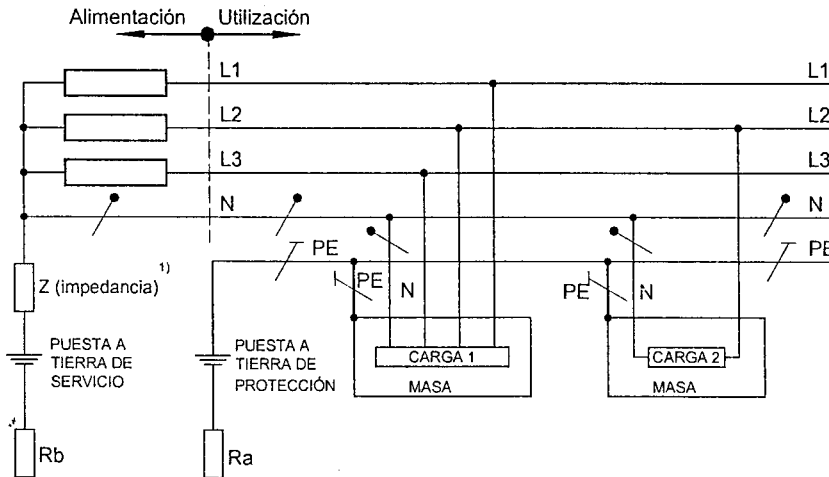 Alimentación Utilización
L1 L1
L2 L2
L3 L3
N N
PE PE
PE N PE N
Z (impedancia) 1)
PUESTA A
TIERRA DE
SERVICIO
PUESTA A
TIERRA DE
PROTECCIÓN
CARGA 1
MASA
CARGA 2
MASA
Rb Ra